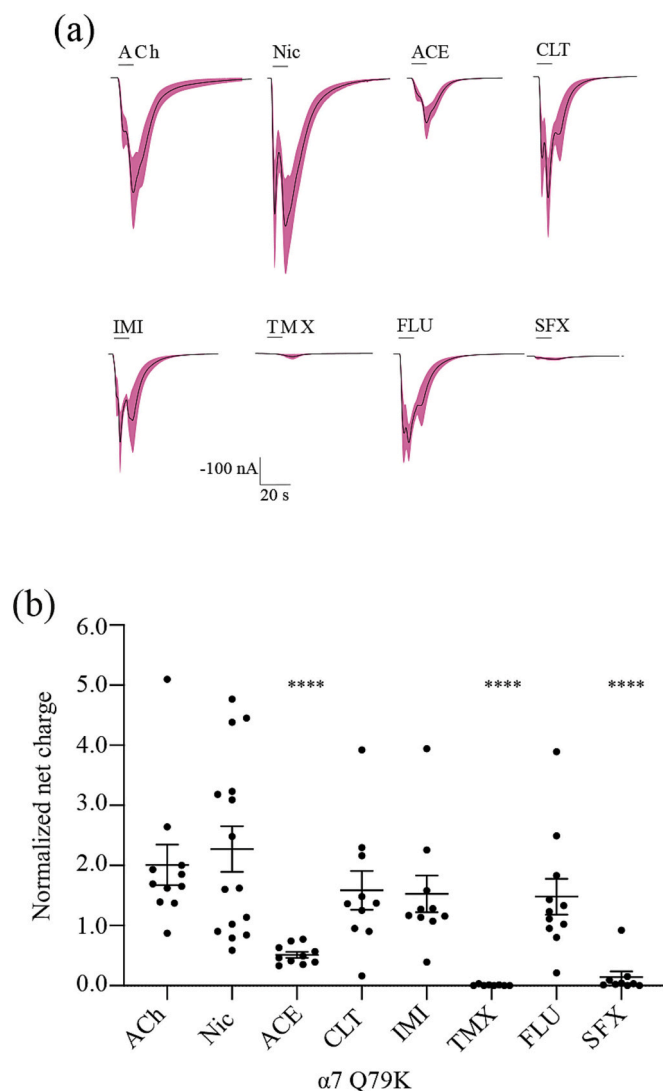 (a)
ACh Nic ACE CLT
IMI TMX FLU SFX
-100 nA
20 s
(b)
6.0
5.0
4.0
3.0
2.0
1.0
0.0
Normalized net charge
**** **** ****
ACh Nic ACE CLT IMI TMX FLU SFX
α7 Q79K